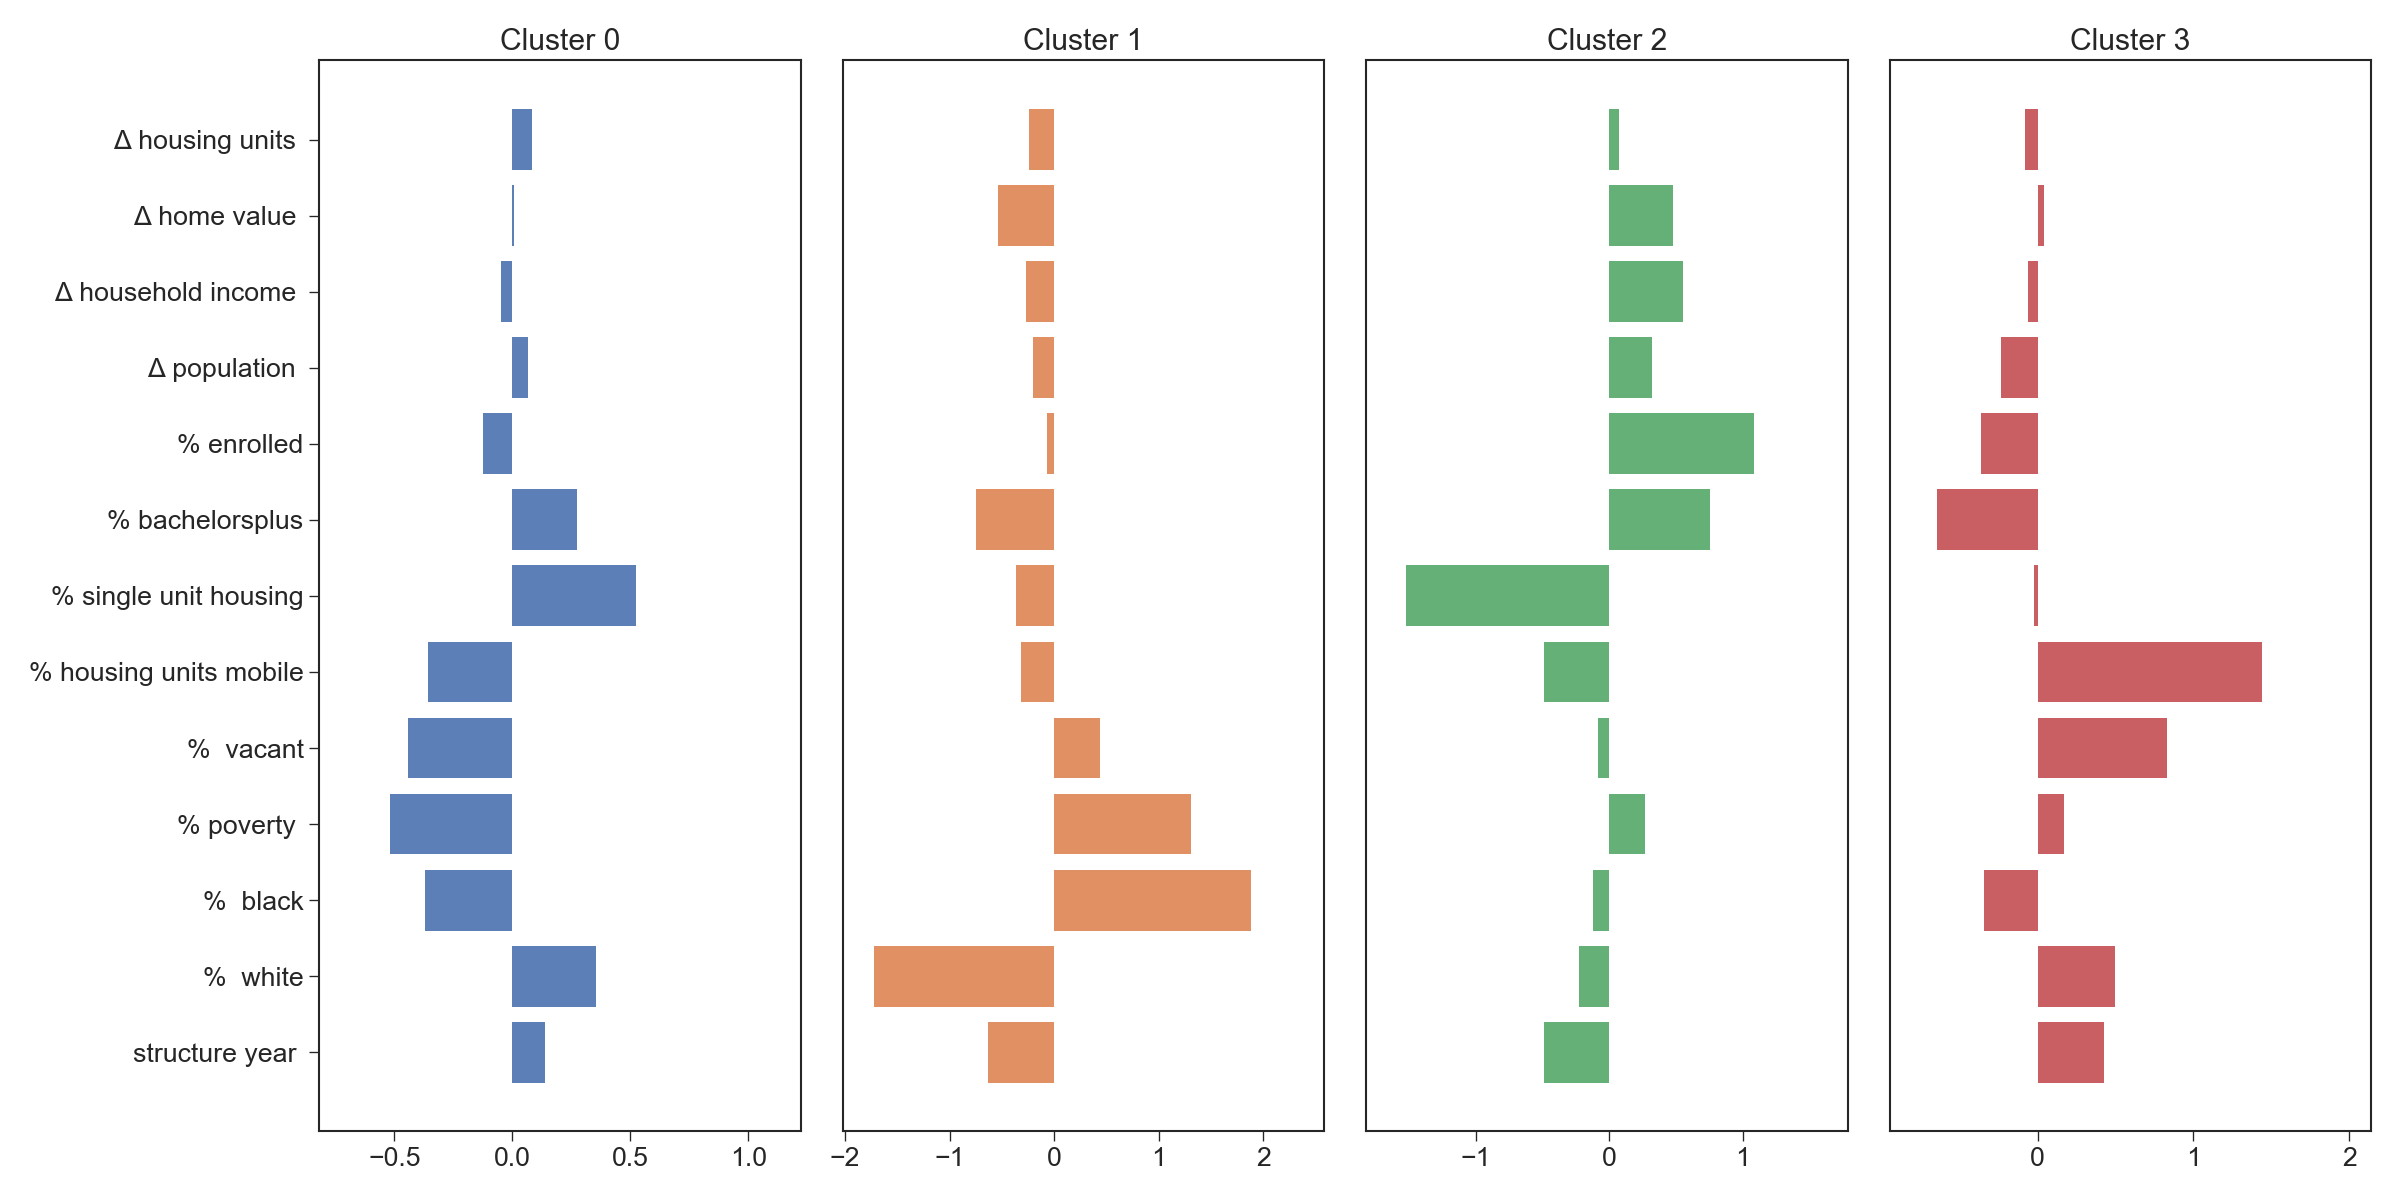 Cluster 0 Cluster 1 Cluster 2 Cluster 3
Δ housing units
Δ home value
Δ household income
Δ population
% enrolled
% bachelorsplus
% single unit housing
% housing units mobile
%  vacant
% poverty
%  black
%  white
structure year
−0.5 0.0 0.5 1.0 −2 −1 0 1 2 −1 0 1 0 1 2